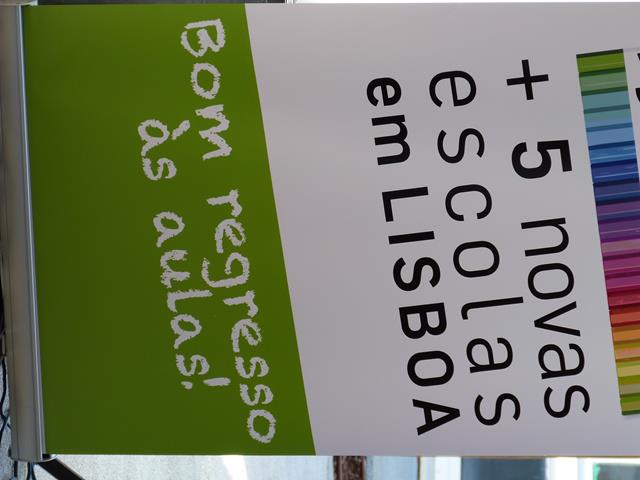 + 5 novas
escolas
em LISBOA
Bom regresso
às aulas!